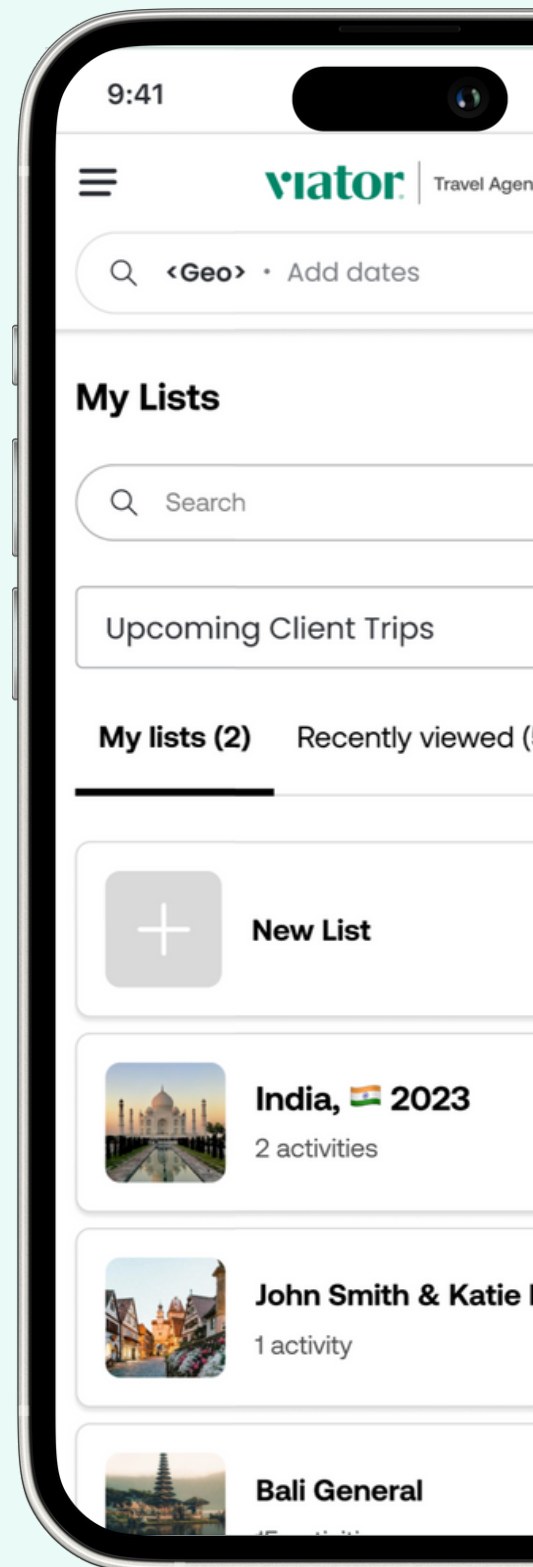 9:41
viator. Travel Agen
<Geo> • Add dates
My Lists
Search
Upcoming Client Trips
My lists (2) Recently viewed (
New List
India, 🇮🇳 2023
2 activities
John Smith & Katie
1 activity
Bali General